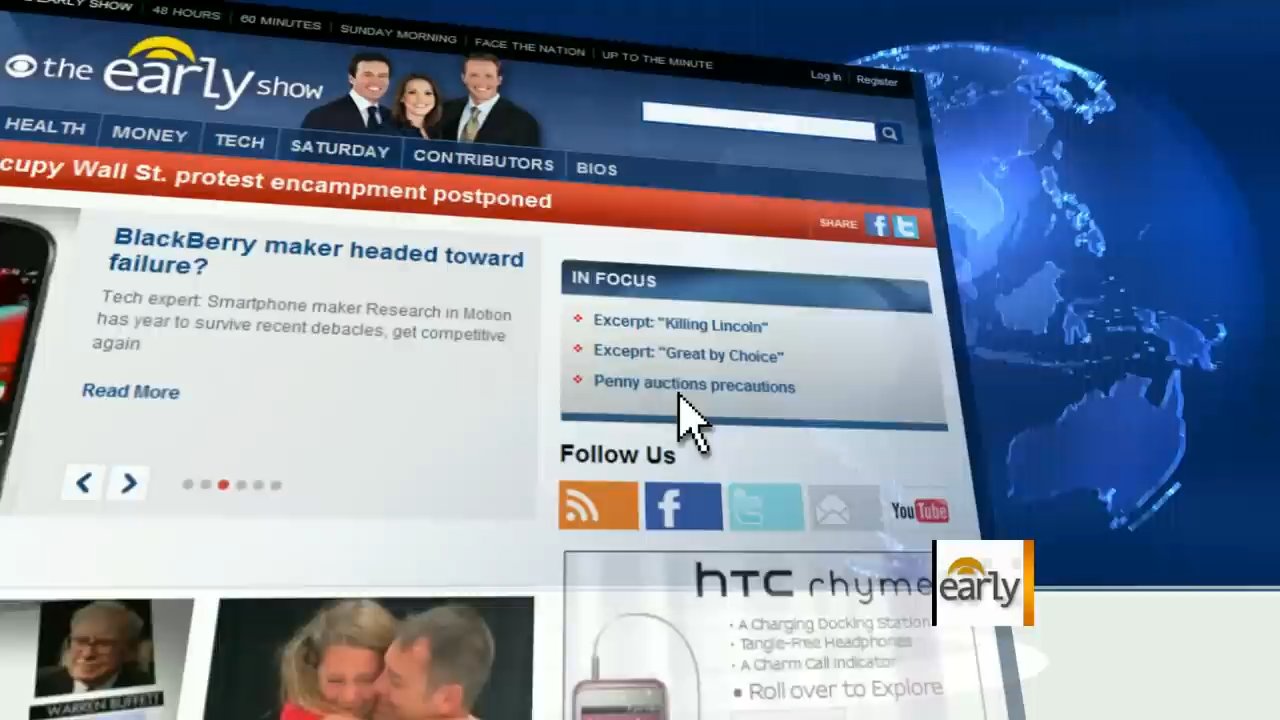 EARLY SHOW | 48 HOURS | 60 MINUTES | SUNDAY MORNING | FACE THE NATION | UP TO THE MINUTE
Log In | Register
the early show
HEALTH
MONEY
TECH
SATURDAY
CONTRIBUTORS
BIOS
cupy Wall St. protest encampment postponed
SHARE
BlackBerry maker headed toward
failure?
Tech expert: Smartphone maker Research in Motion
has year to survive recent debacles, get competitive
again
Read More
IN FOCUS
Excerpt: "Killing Lincoln"
Exceprt: "Great by Choice"
Penny auctions precautions
Follow Us
YouTube
htc rhyme
· A Charging Docking Station
· Tangle-Free Headphones
· A Charm Call Indicator
• Roll over to Explore
early
WARREN BUFFETT